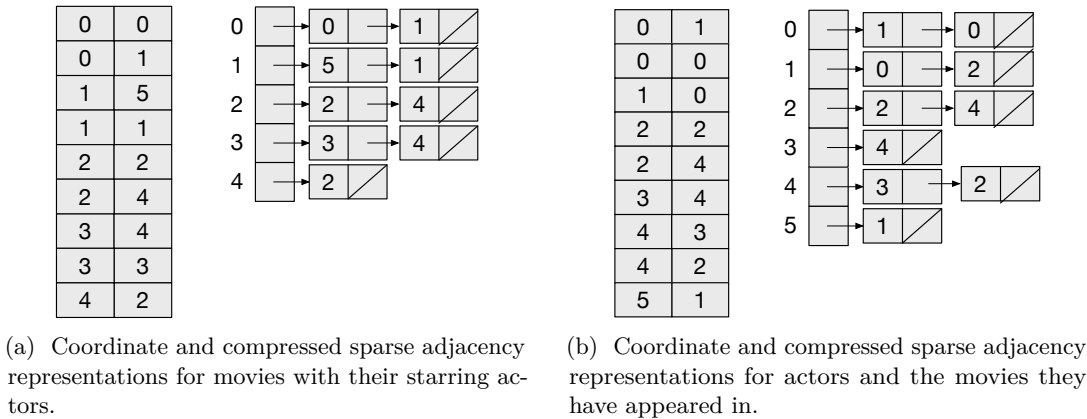 0 0
0 1
1 5
1 1
2 2
2 4
3 4
3 3
4 2
0 0 1
1 5 1
2 2 4
3 3 4
4 2
(a) Coordinate and compressed sparse adjacency
representations for movies with their starring ac-
tors.
0 1
0 0
1 0
2 2
2 4
3 4
4 3
4 2
5 1
0 1 0
1 0 2
2 2 4
3 4
4 3 2
5 1
(b) Coordinate and compressed sparse adjacency
representations for actors and the movies they
have appeared in.